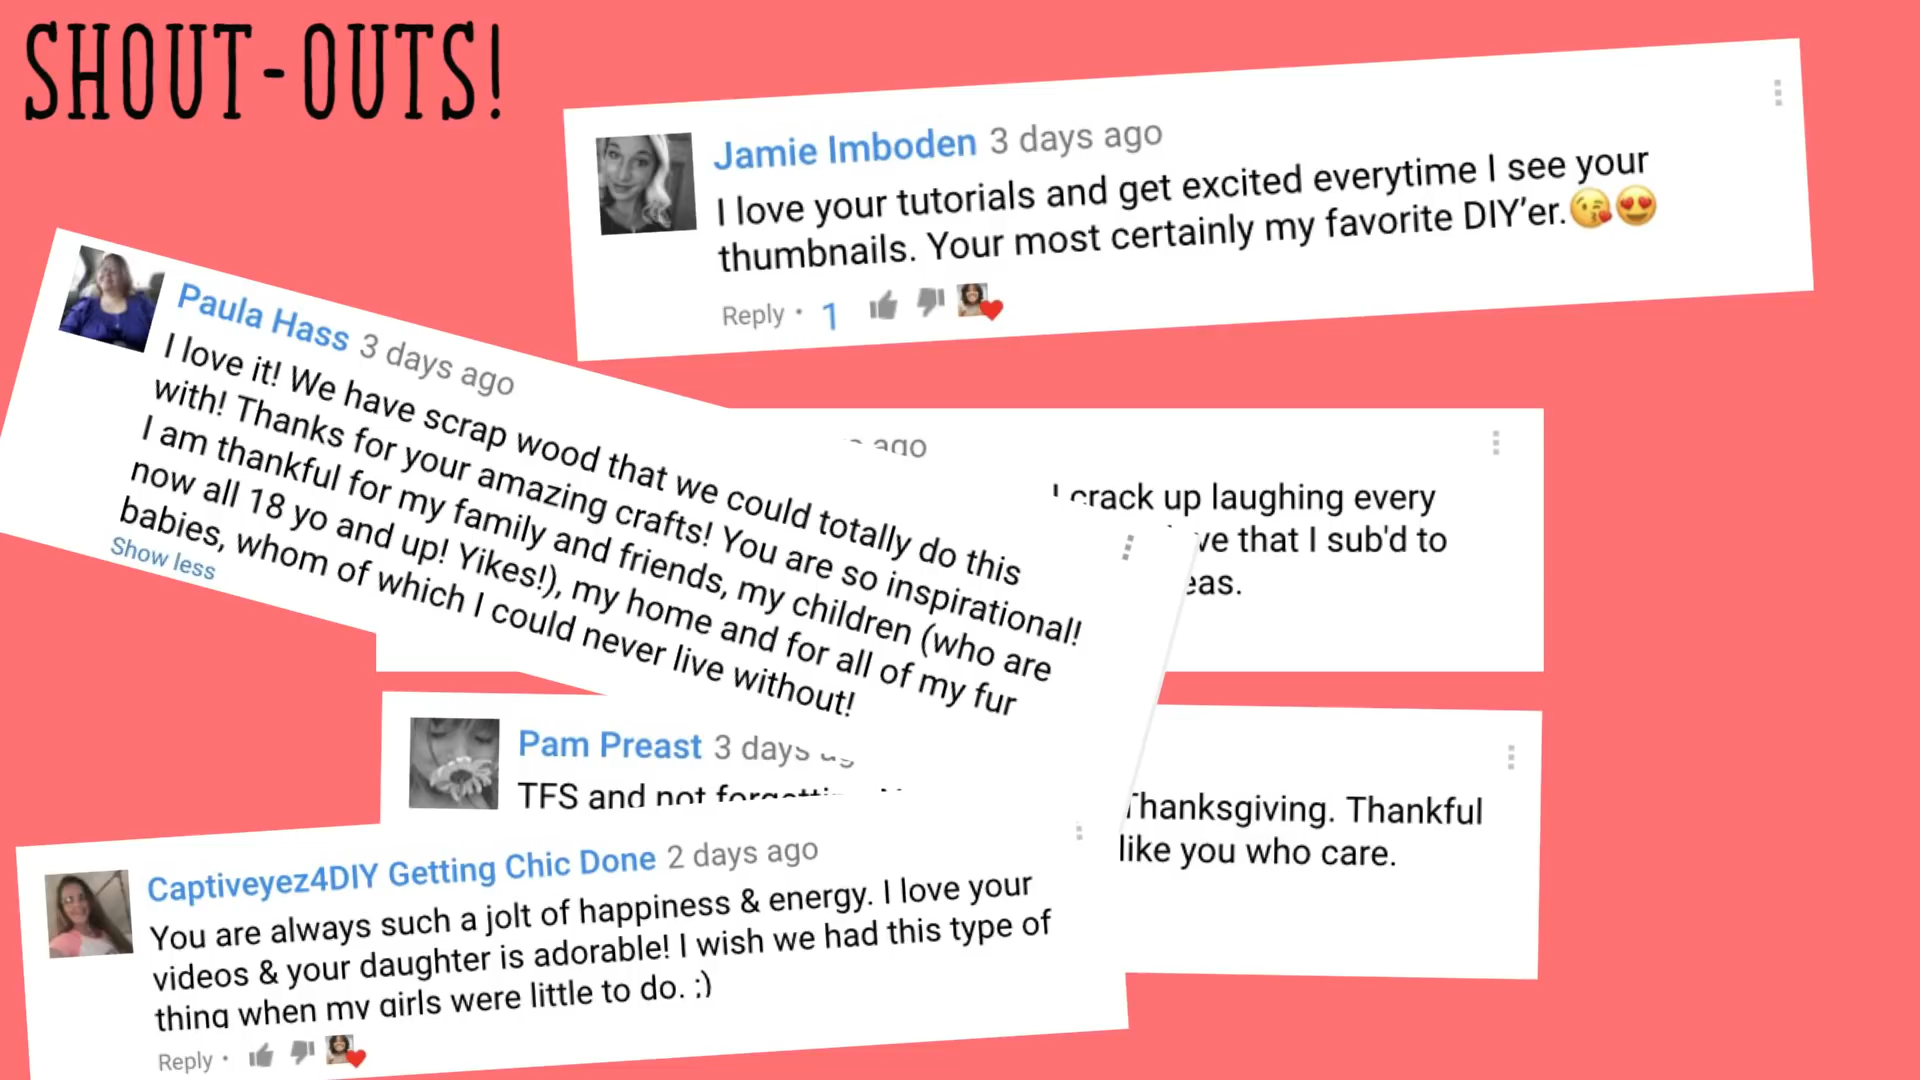 SHOUT-OUTS!
Jamie Imboden 3 days ago
I love your tutorials and get excited everytime I see your
thumbnails. Your most certainly my favorite DIY'er.😘😍
Reply • 1
Paula Hass 3 days ago
I love it! We have scrap wood that we could totally do this
with! Thanks for your amazing crafts! You are so inspirational!
I am thankful for my family and friends, my children (who are
now all 18 yo and up! Yikes!), my home and for all of my fur
babies, whom of which I could never live without!
Show less
ago
I crack up laughing every
that I sub'd to
Pam Preast 3 days
TFS and not
Thanksgiving. Thankful
like you who care.
Captiveyez4DIY Getting Chic Done 2 days ago
You are always such a jolt of happiness & energy. I love your
videos & your daughter is adorable! I wish we had this type of
thing when my girls were little to do. :)
Reply •